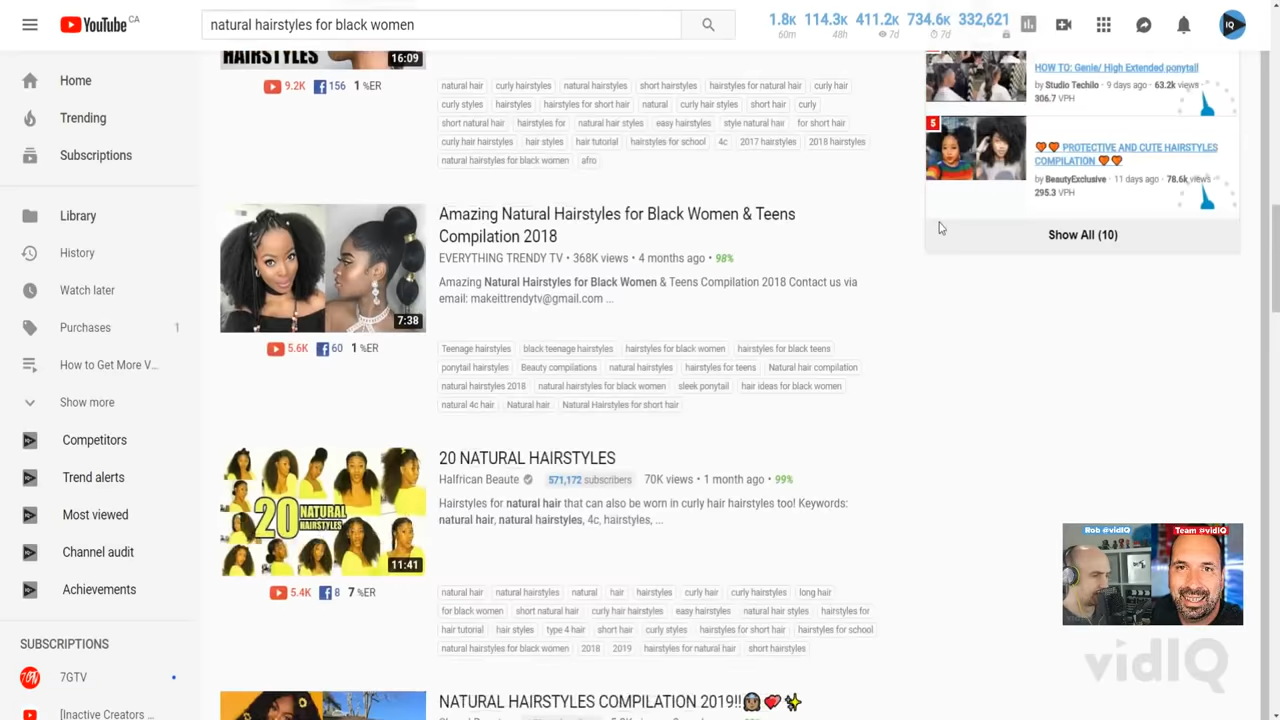 YouTube CA
natural hairstyles for black women
1.8K 114.3K 411.2K 734.6K 332,621
60m 48h 7d 7d
IQ
Home
Trending
Subscriptions
Library
History
Watch later
Purchases 1
How to Get More V...
Show more
Competitors
Trend alerts
Most viewed
Channel audit
Achievements
SUBSCRIPTIONS
7GTV
[Inactive Creators ...
HAIRSTYLES
16:09
9.2K 156 1 %ER
natural hair curly hairstyles natural hairstyles short hairstyles hairstyles for natural hair curly hair
curly styles hairstyles hairstyles for short hair natural curly hair styles short hair curly
short natural hair hairstyles for natural hair styles easy hairstyles style natural hair for short hair
curly hair hairstyles hair styles hair tutorial hairstyles for school 4c 2017 hairstyles 2018 hairstyles
natural hairstyles for black women afro
7:38
5.6K 60 1 %ER
Amazing Natural Hairstyles for Black Women & Teens
Compilation 2018
EVERYTHING TRENDY TV • 368K views • 4 months ago • 98%
Amazing Natural Hairstyles for Black Women & Teens Compilation 2018 Contact us via
email: makeittrendytv@gmail.com ...
Teenage hairstyles black teenage hairstyles hairstyles for black women hairstyles for black teens
ponytail hairstyles Beauty compilations natural hairstyles hairstyles for teens Natural hair compilation
natural hairstyles 2018 natural hairstyles for black women sleek ponytail hair ideas for black women
natural 4c hair Natural hair Natural Hairstyles for short hair
20 NATURAL
HAIRSTYLES
11:41
5.4K 8 7 %ER
20 NATURAL HAIRSTYLES
Halfrican Beaute 571,172 subscribers 70K views • 1 month ago • 99%
Hairstyles for natural hair that can also be worn in curly hair hairstyles too! Keywords:
natural hair, natural hairstyles, 4c, hairstyles, ...
natural hair natural hairstyles natural hair hairstyles curly hair curly hairstyles long hair
for black women short natural hair curly hair hairstyles easy hairstyles natural hair styles hairstyles for
hair tutorial hair styles type 4 hair short hair curly styles hairstyles for short hair hairstyles for school
natural hairstyles for black women 2018 2019 hairstyles for natural hair short hairstyles
NATURAL HAIRSTYLES COMPILATION 2019!!
HOW TO: Genie/ High Extended ponytail
by Studio Techilo • 9 days ago • 63.2k views •
306.7 VPH
5
PROTECTIVE AND CUTE HAIRSTYLES
COMPILATION
by BeautyExclusive • 11 days ago • 78.6k views •
295.3 VPH
Show All (10)
Rob @vidIQ
Team @vidIQ
vidIQ